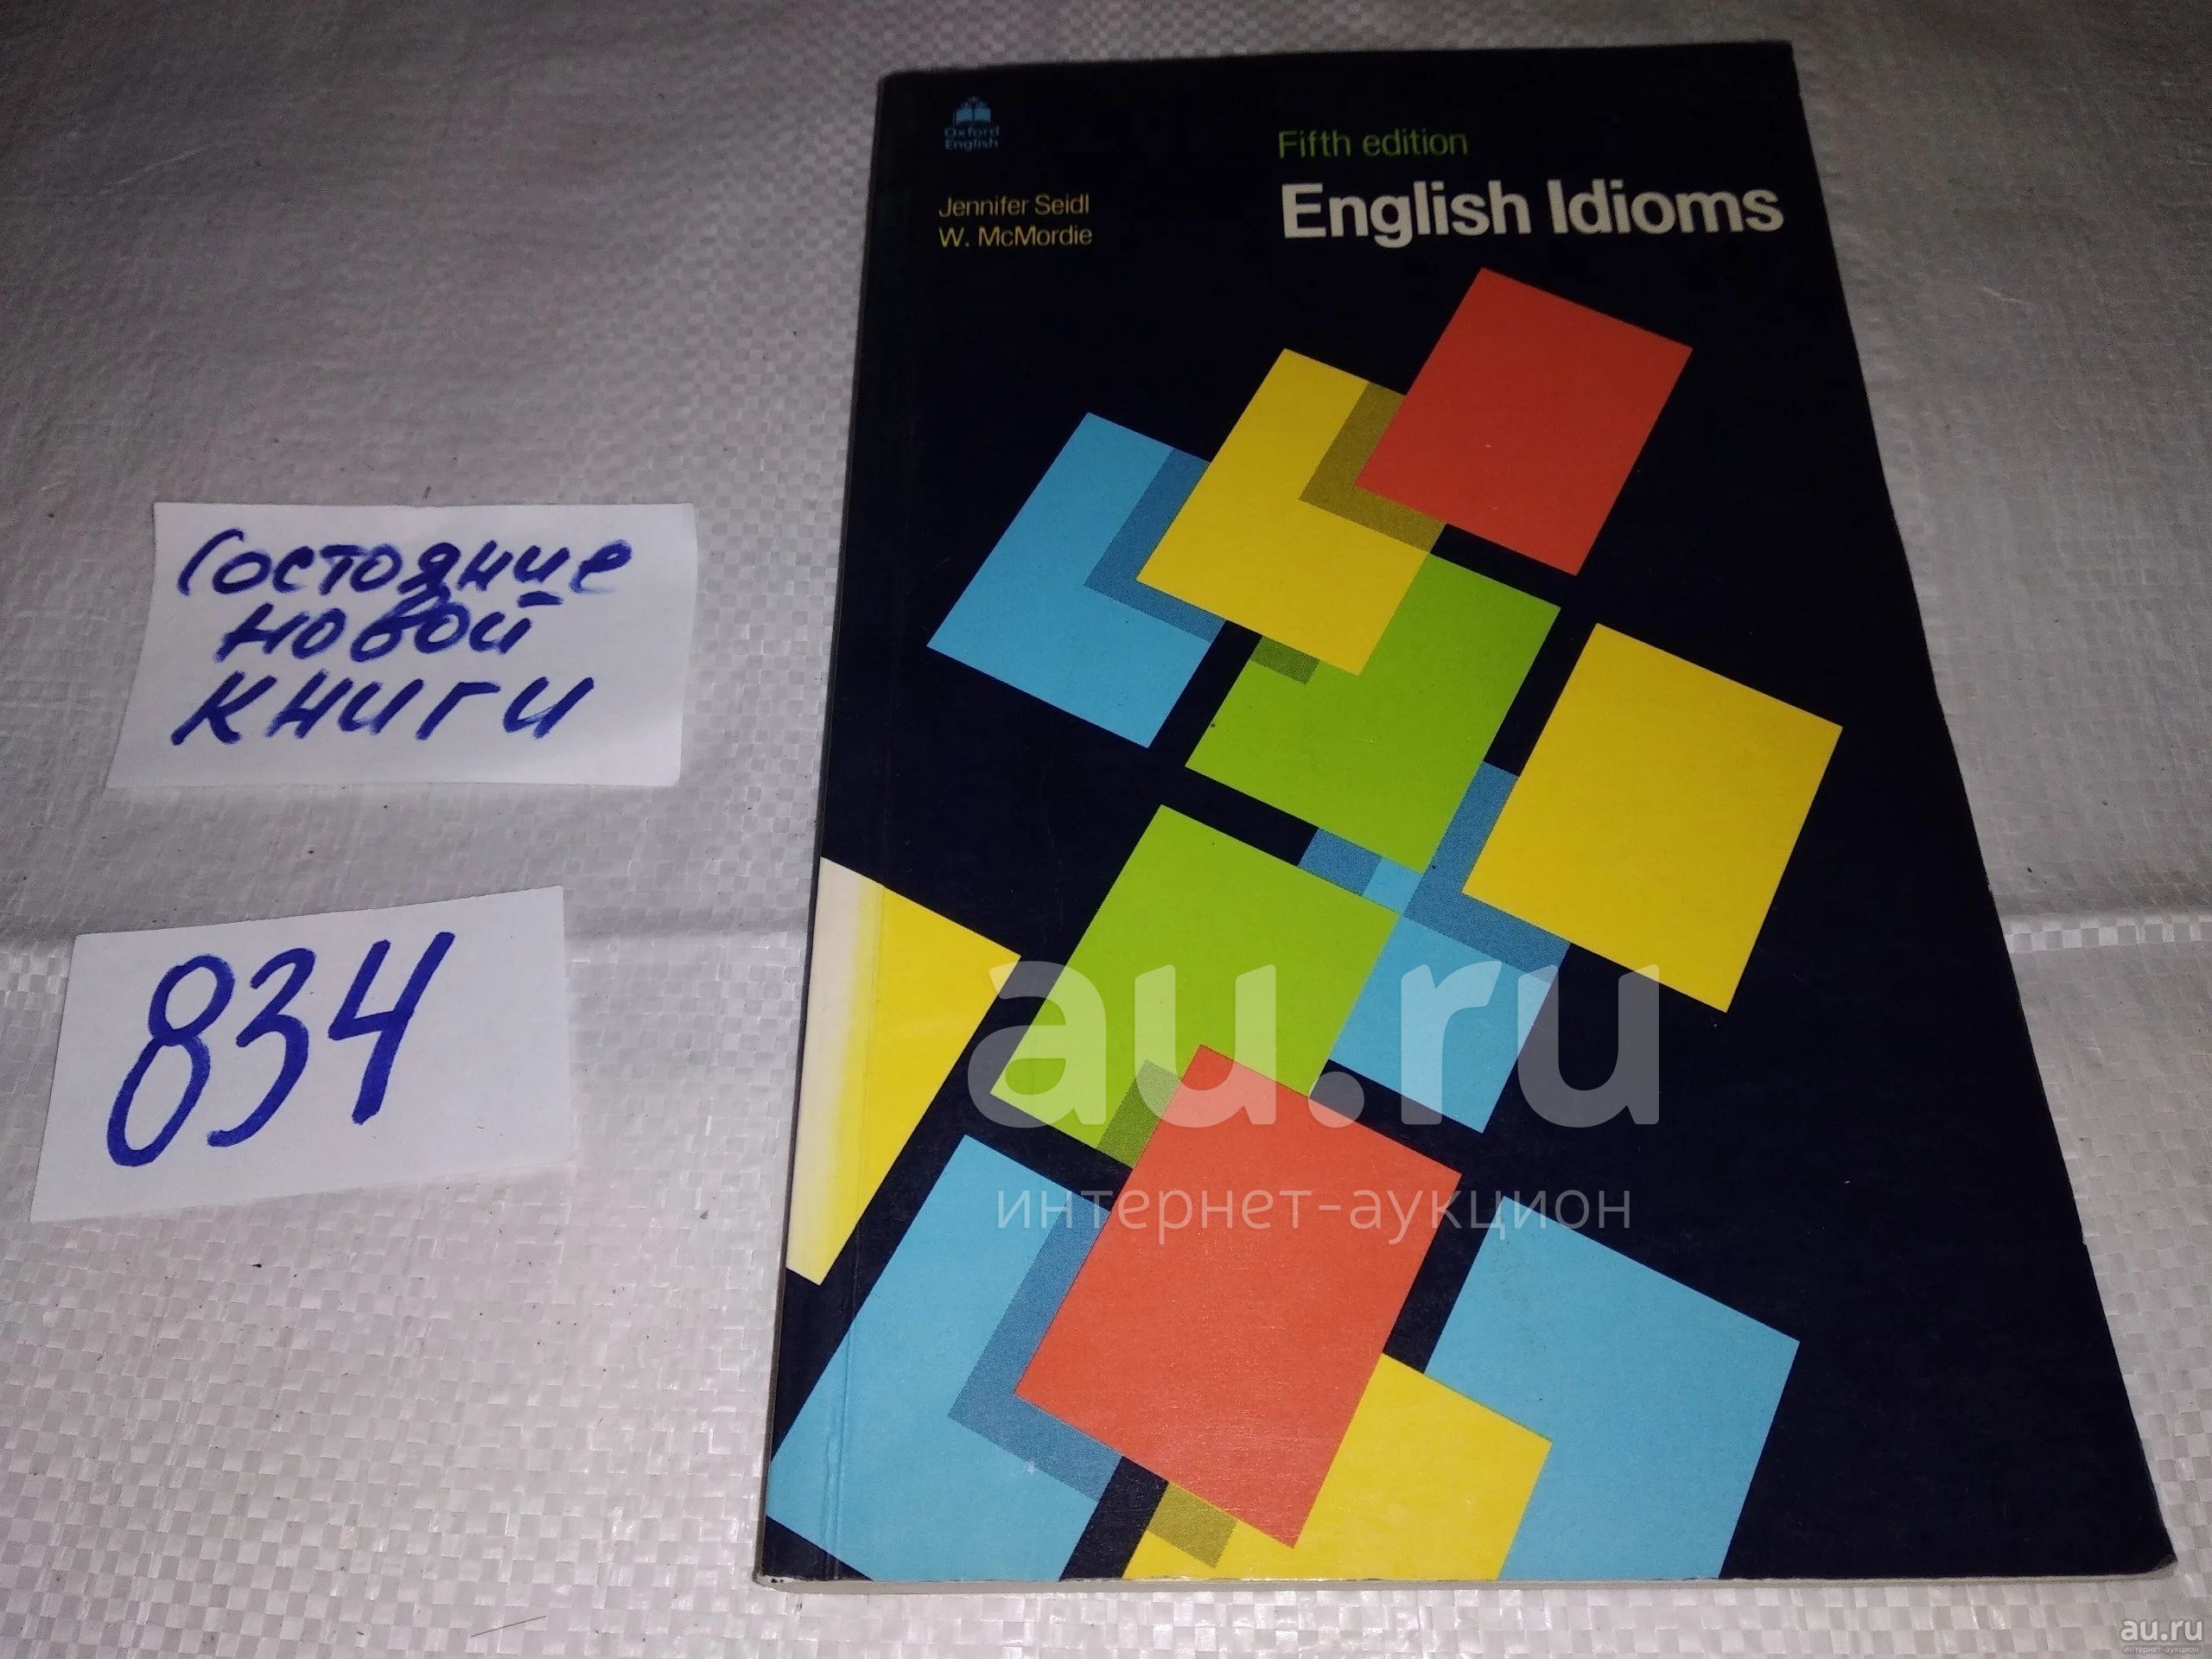 Oxford
English
Fifth edition
English Idioms
Jennifer Seidl
W. McMordie
Состояние
новой
книги
834
au.ru
интернет-аукцион
au.ru
интернет-аукцион